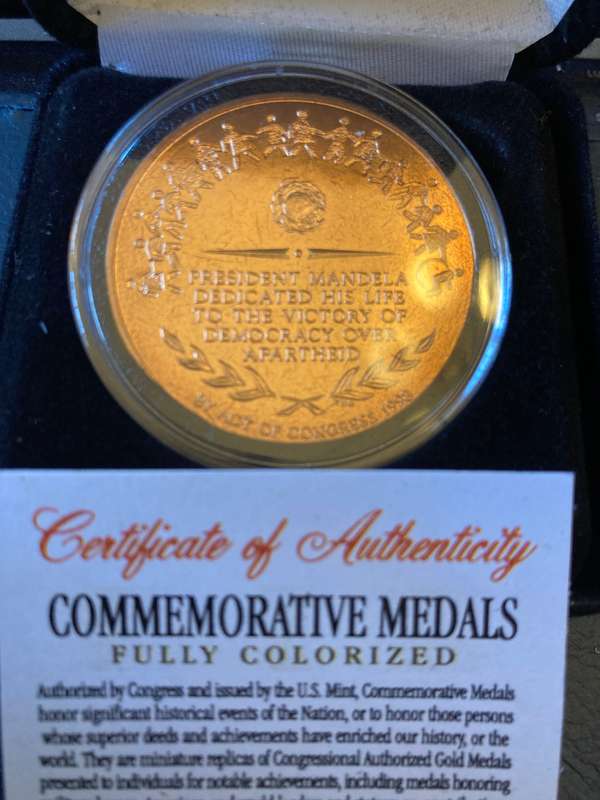 PRESIDENT MANDELA
DEDICATED HIS LIFE
TO THE VICTORY OF
DEMOCRACY OVER
APARTHEID
BY ACT OF CONGRESS 1998
Certificate of Authenticity
COMMEMORATIVE MEDALS
FULLY COLORIZED
Authorized by Congress and issued by the U.S. Mint, Commemorative Medals
honor significant historical events of the Nation, or to honor those persons
whose superior deeds and achievements have enriched our history, or the
world. They are miniature replicas of Congressional Authorized Gold Medals
presented to individuals for notable achievements, including medals honoring